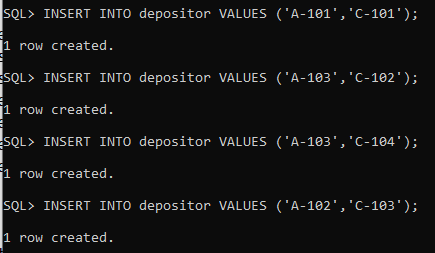 SQL> INSERT INTO depositor VALUES ('A-101','C-101');
1 row created.
SQL> INSERT INTO depositor VALUES ('A-103','C-102');
1 row created.
SQL> INSERT INTO depositor VALUES ('A-103','C-104');
1 row created.
SQL> INSERT INTO depositor VALUES ('A-102','C-103');
1 row created.